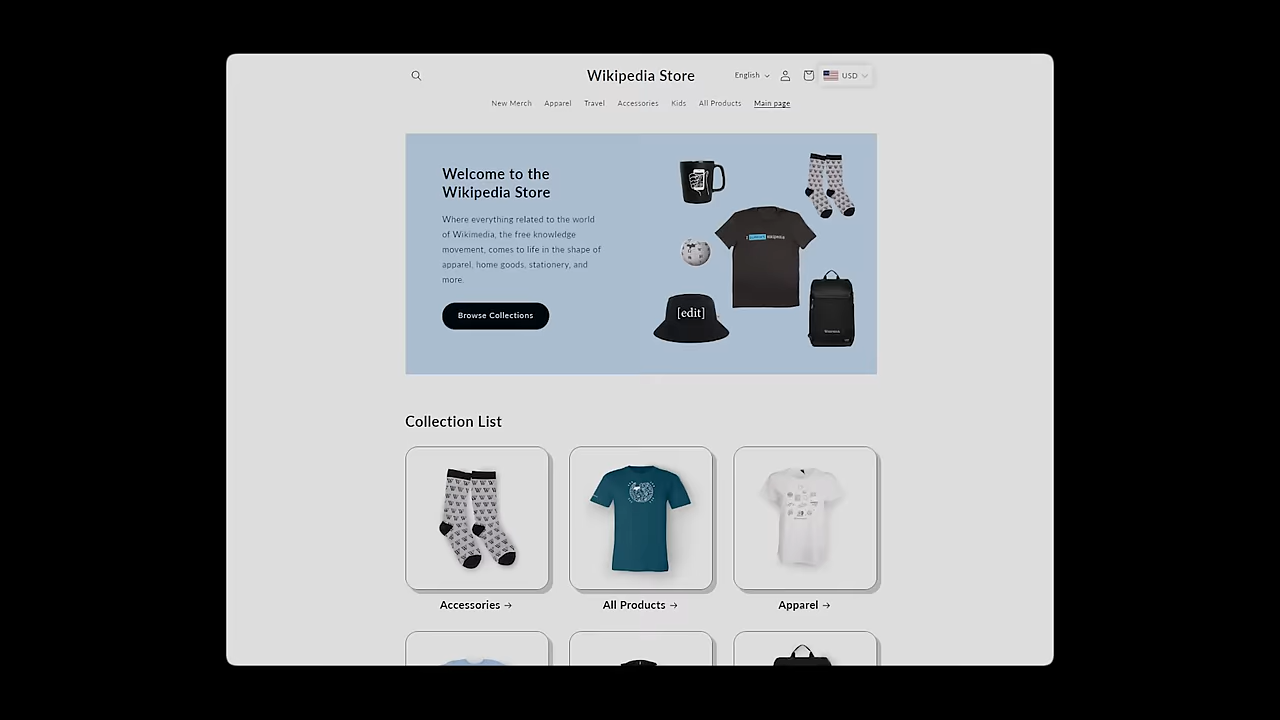 Wikipedia Store
English
USD
New Merch Apparel Travel Accessories Kids All Products Main page
Welcome to the
Wikipedia Store
Where everything related to the world
of Wikimedia, the free knowledge
movement, comes to life in the shape of
apparel, home goods, stationery, and
more.
Browse Collections
[edit]
Collection List
Accessories →
All Products →
Apparel →